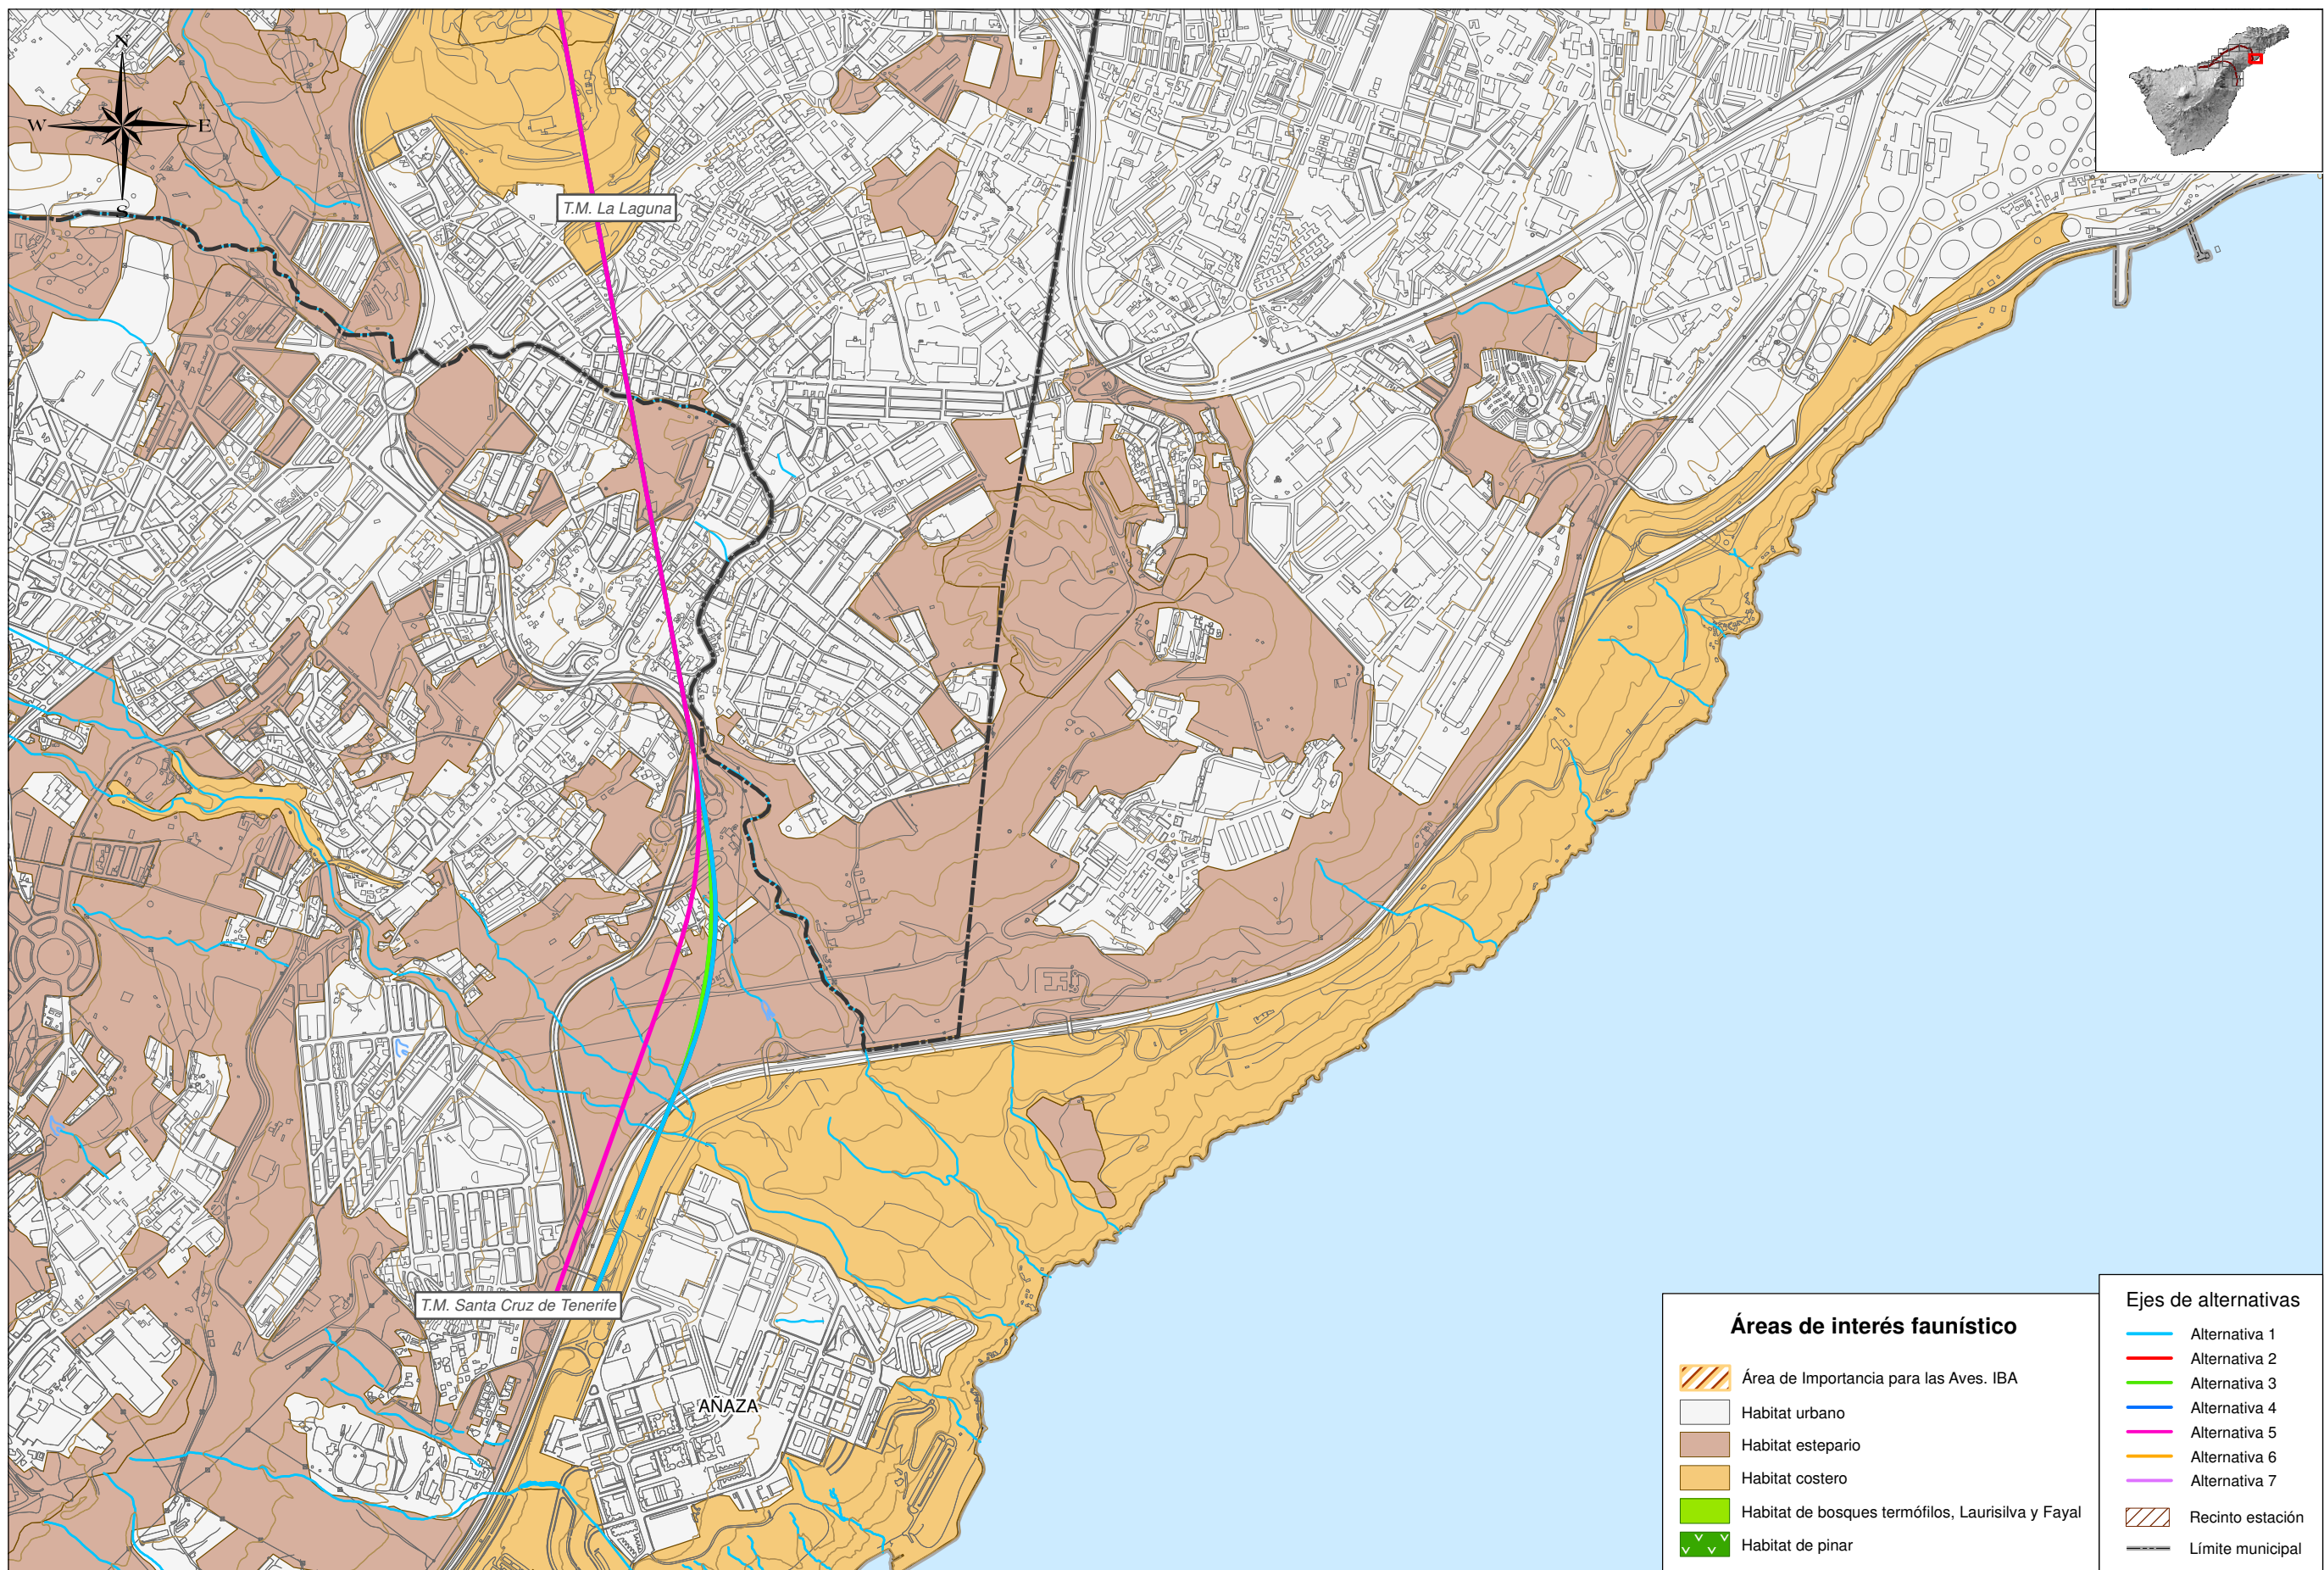 N
W
E
S
T.M. La Laguna
T.M. Santa Cruz de Tenerife
AÑAZA
Áreas de interés faunístico
Área de Importancia para las Aves. IBA
Habitat urbano
Habitat estepario
Habitat costero
Habitat de bosques termófilos, Laurisilva y Fayal
Habitat de pinar
Ejes de alternativas
Alternativa 1
Alternativa 2
Alternativa 3
Alternativa 4
Alternativa 5
Alternativa 6
Alternativa 7
Recinto estación
Límite municipal